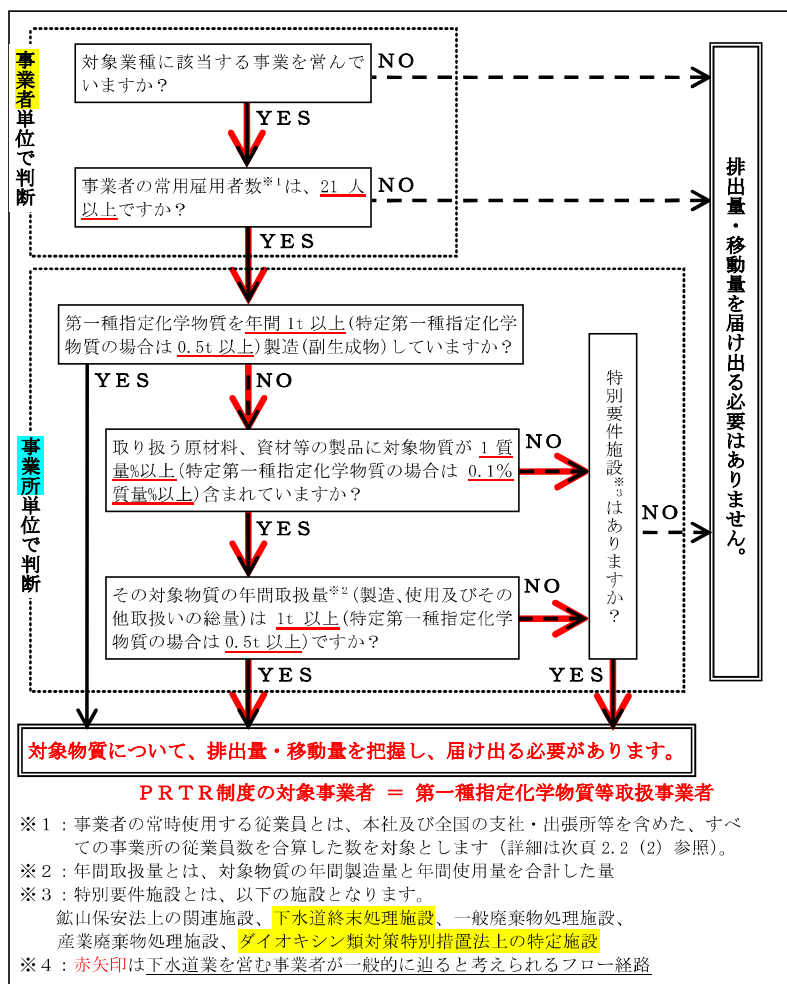 事業者単位で判断
対象業種に該当する事業を営んで
いますか？
NO
YES
事業者の常用雇用者数※1は、21 人
以上ですか？
NO
YES
排出量・移動量を届け出る必要はありません。
事業所単位で判断
第一種指定化学物質を年間 1t 以上(特定第一種指定化学
物質の場合は 0.5t 以上)製造(副生成物)していますか？
YES
NO
取り扱う原材料、資材等の製品に対象物質が 1 質
量%以上(特定第一種指定化学物質の場合は 0.1%
質量%以上)含まれていますか？
NO
YES
特別要件施設※3はありますか？
NO
その対象物質の年間取扱量※2(製造、使用及びその
他取扱いの総量)は 1t 以上(特定第一種指定化学
物質の場合は 0.5t 以上)ですか？
NO
YES
YES
対象物質について、排出量・移動量を把握し、届け出る必要があります。
ＰＲＴＲ制度の対象事業者 ＝ 第一種指定化学物質等取扱事業者
※１：事業者の常時使用する従業員とは、本社及び全国の支社・出張所等を含めた、すべ
ての事業所の従業員数を合算した数を対象とします（詳細は次頁 2.2（2）参照）。
※２：年間取扱量とは、対象物質の年間製造量と年間使用量を合計した量
※３：特別要件施設とは、以下の施設となります。
鉱山保安法上の関連施設、下水道終末処理施設、一般廃棄物処理施設、
産業廃棄物処理施設、ダイオキシン類対策特別措置法上の特定施設
※４：赤矢印は下水道業を営む事業者が一般的に辿ると考えられるフロー経路